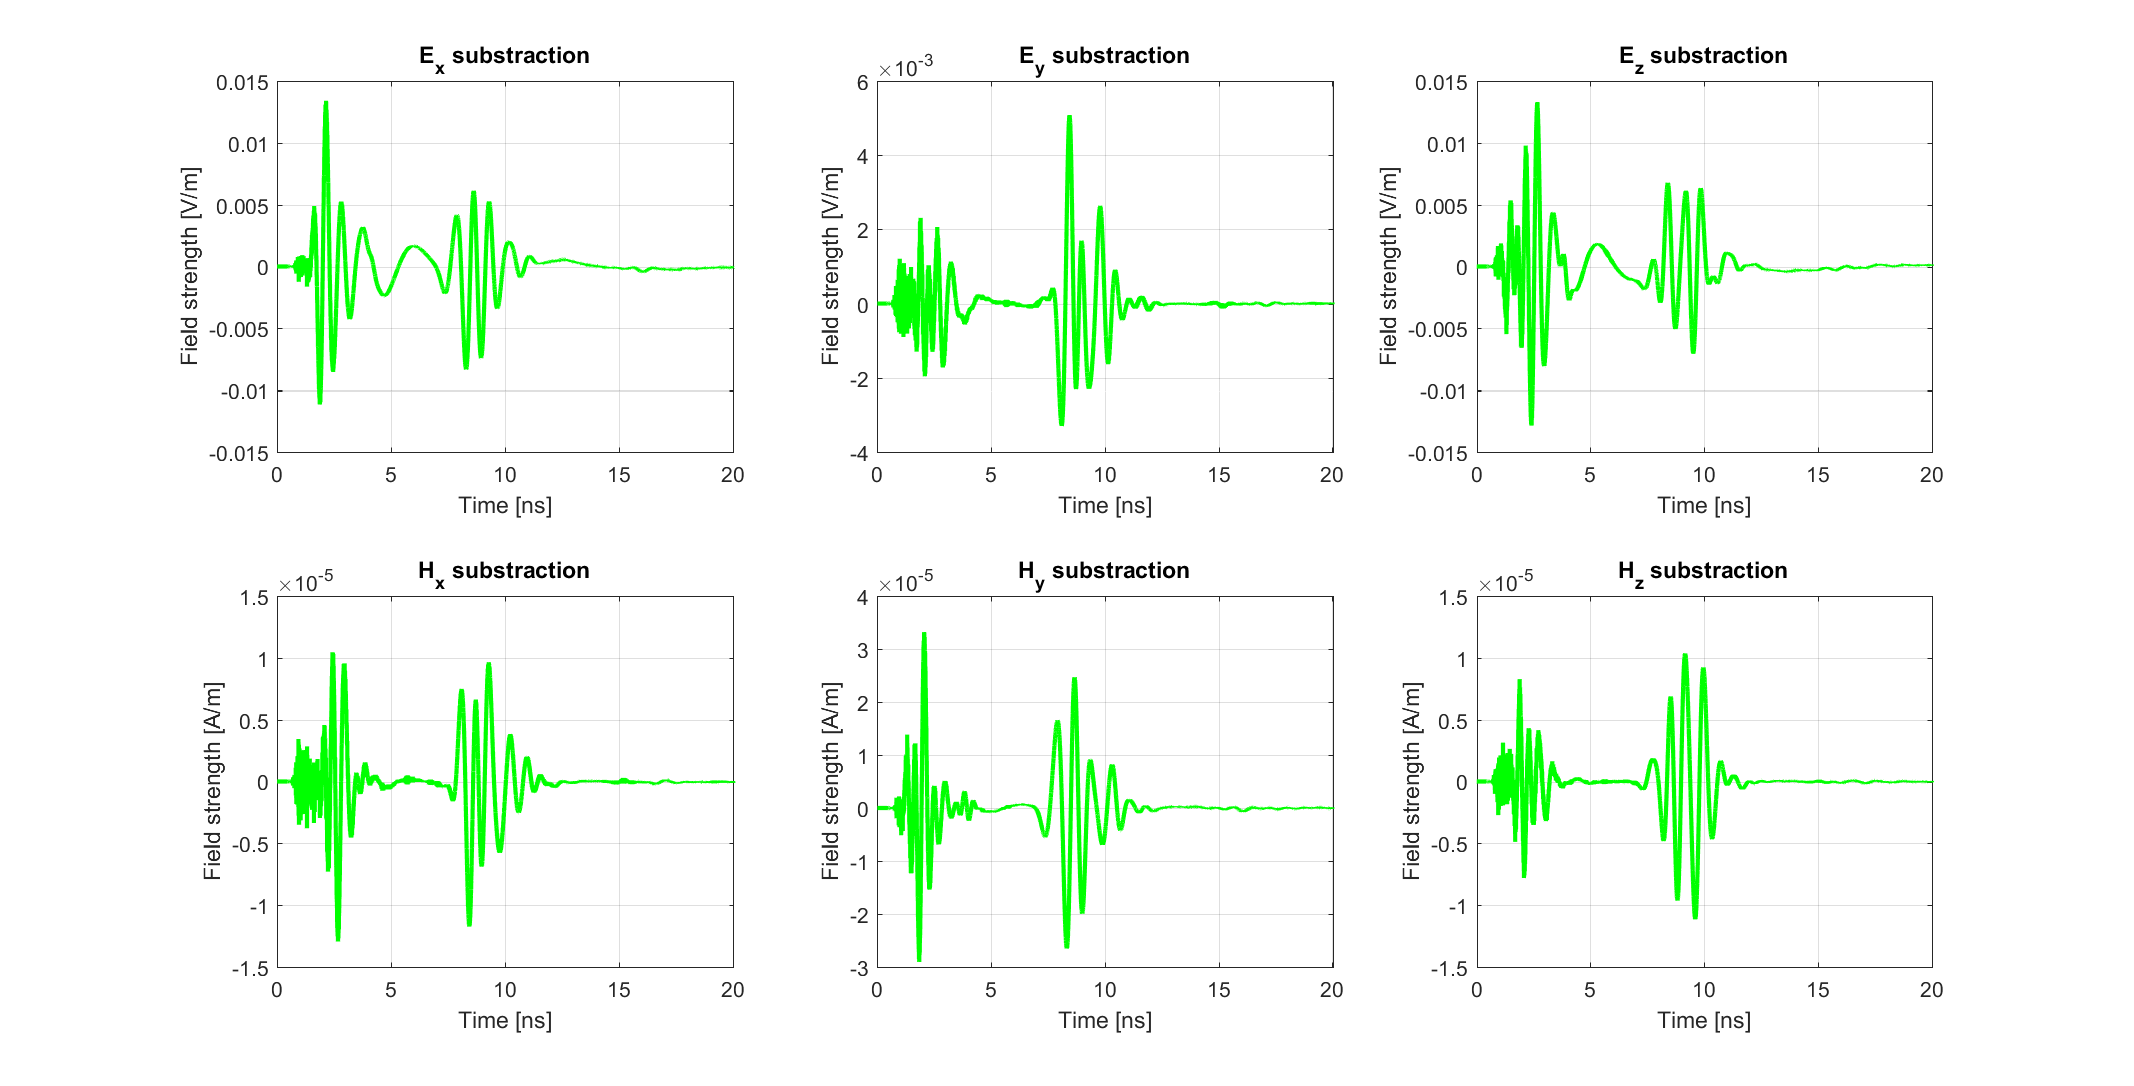 Ex substraction
Field strength [V/m]
0.015
0.01
0.005
0
-0.005
-0.01
-0.015
0 5 10 15 20
Time [ns]
Ey substraction
×10-3
Field strength [V/m]
6
4
2
0
-2
-4
0 5 10 15 20
Time [ns]
Ez substraction
Field strength [V/m]
0.015
0.01
0.005
0
-0.005
-0.01
-0.015
0 5 10 15 20
Time [ns]
Hx substraction
×10-5
Field strength [A/m]
1.5
1
0.5
0
-0.5
-1
-1.5
0 5 10 15 20
Time [ns]
Hy substraction
×10-5
Field strength [A/m]
4
3
2
1
0
-1
-2
-3
0 5 10 15 20
Time [ns]
Hz substraction
×10-5
Field strength [A/m]
1.5
1
0.5
0
-0.5
-1
-1.5
0 5 10 15 20
Time [ns]